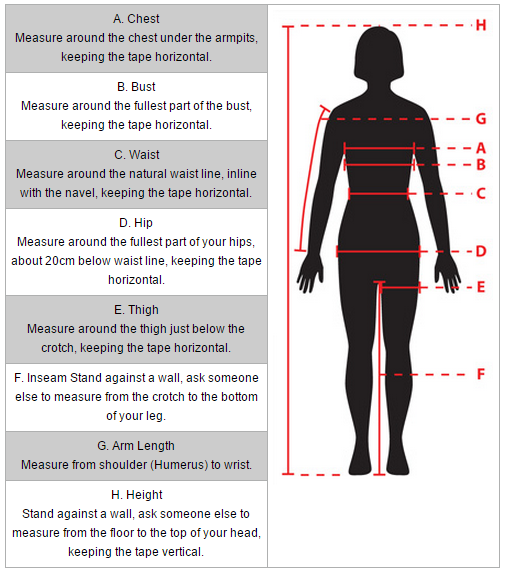 A. Chest
Measure around the chest under the armpits,
keeping the tape horizontal.
B. Bust
Measure around the fullest part of the bust,
keeping the tape horizontal.
C. Waist
Measure around the natural waist line, inline
with the navel, keeping the tape horizontal.
D. Hip
Measure around the fullest part of your hips,
about 20cm below waist line, keeping the tape
horizontal.
E. Thigh
Measure around the thigh just below the
crotch, keeping the tape horizontal.
F. Inseam Stand against a wall, ask someone
else to measure from the crotch to the bottom
of your leg.
G. Arm Length
Measure from shoulder (Humerus) to wrist.
H. Height
Stand against a wall, ask someone else to
measure from the floor to the top of your head,
keeping the tape vertical.
H
G
A
B
C
D
E
F